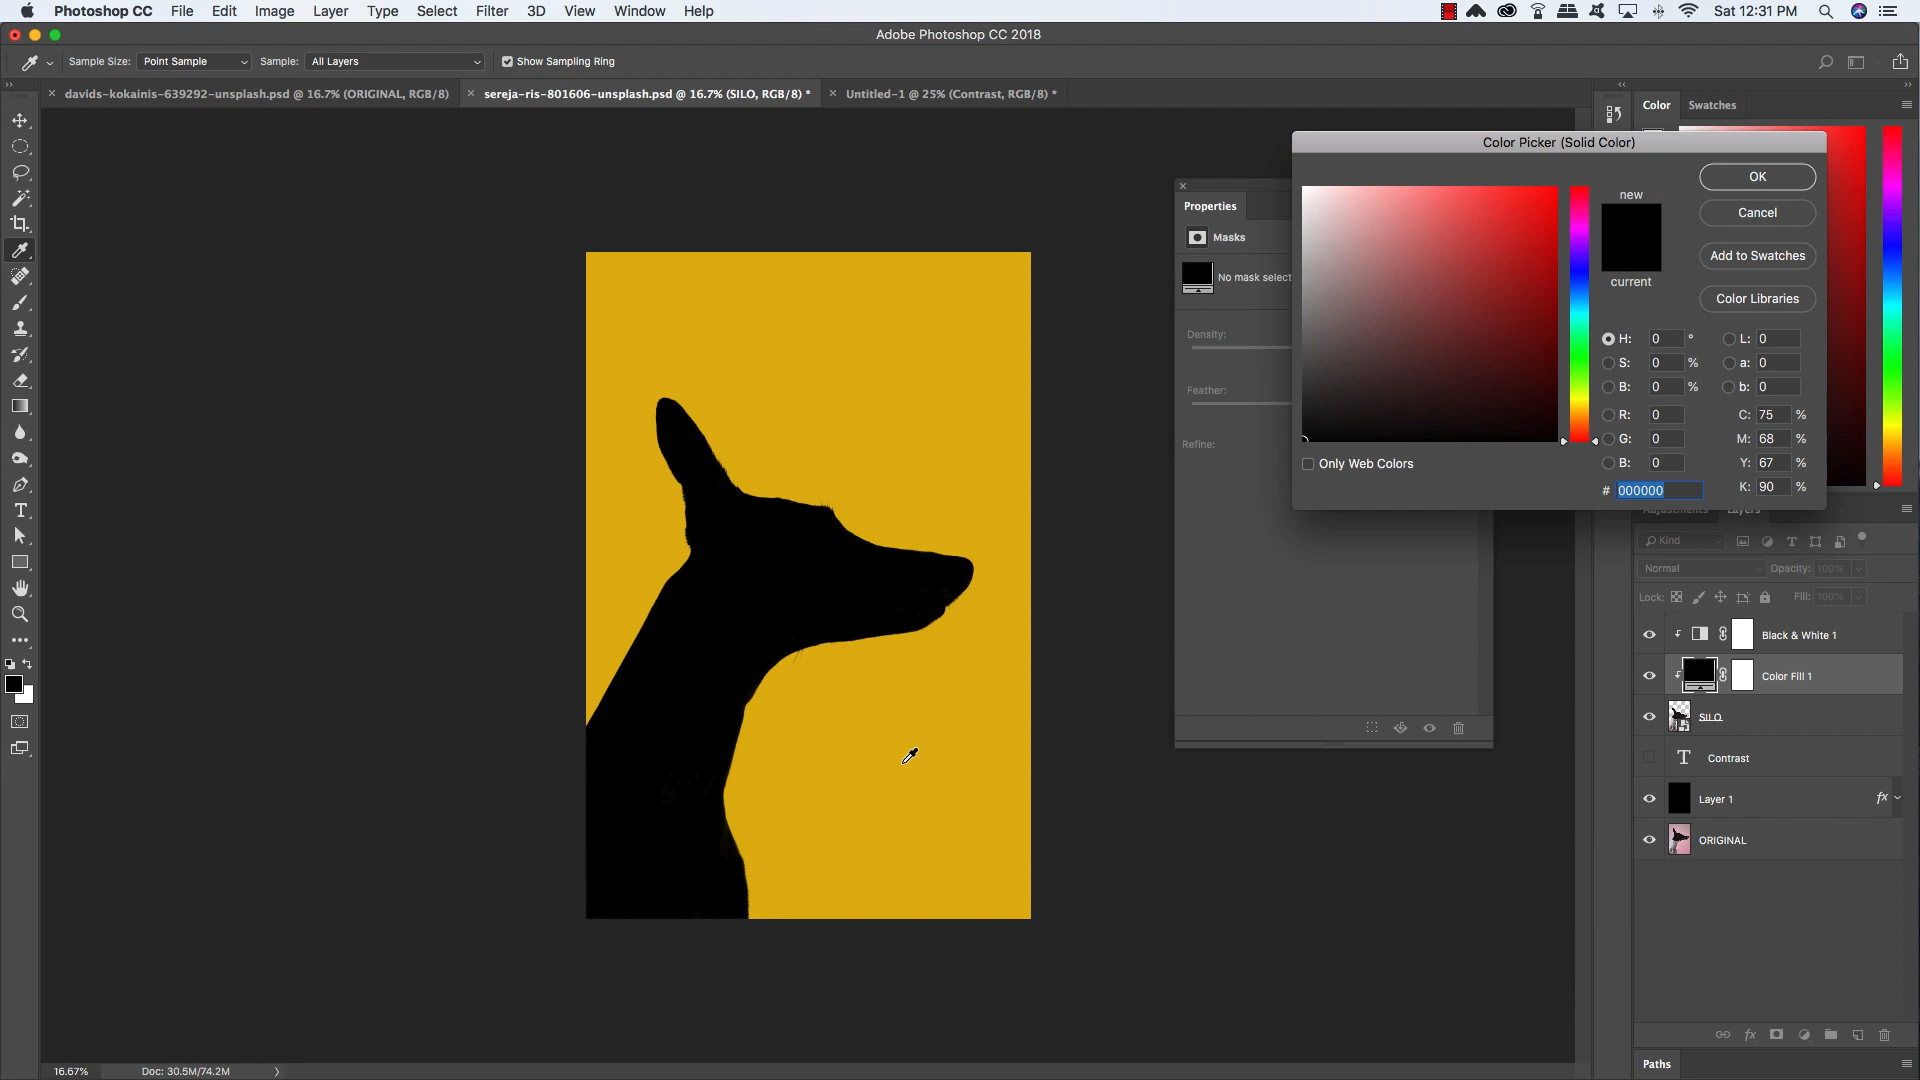 Photoshop CC File Edit Image Layer Type Select Filter 3D View Window Help Sat 12:31 PM
Adobe Photoshop CC 2018
Sample Size: Point Sample Sample: All Layers Show Sampling Ring
davids-kokainis-639292-unsplash.psd @ 16.7% (ORIGINAL, RGB/8) sereja-ris-801606-unsplash.psd @ 16.7% (SILO, RGB/8) * Untitled-1 @ 25% (Contrast, RGB/8) *
Color Swatches
Color Picker (Solid Color)
OK
new
Cancel
Properties
Masks
Add to Swatches
No mask select
current
Color Libraries
Density:
H: 0 ° L: 0
S: 0 % a: 0
Feather:
B: 0 % b: 0
R: 0 C: 75 %
G: 0 M: 68 %
Refine:
Only Web Colors
B: 0 Y: 67 %
# 000000 K: 90 %
Adjustments Layers
Kind
Normal Opacity: 100%
Lock: Fill: 100%
Black & White 1
Color Fill 1
SILO
T Contrast
Layer 1 fx
ORIGINAL
fx
Paths
16.67% Doc: 30.5M/74.2M